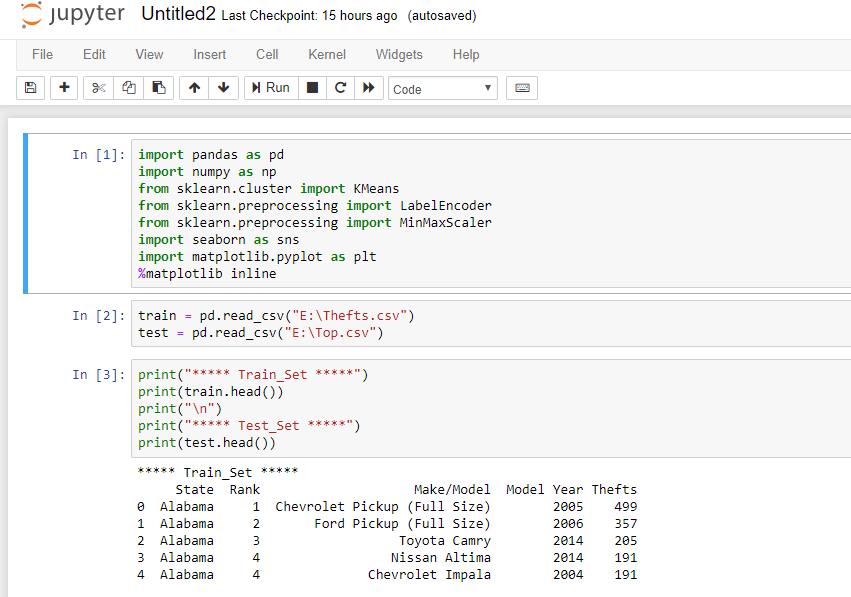 jupyter Untitled2 Last Checkpoint: 15 hours ago (autosaved)
File Edit View Insert Cell Kernel Widgets Help
Run Code
In [1]: import pandas as pd
import numpy as np
from sklearn.cluster import KMeans
from sklearn.preprocessing import LabelEncoder
from sklearn.preprocessing import MinMaxScaler
import seaborn as sns
import matplotlib.pyplot as plt
%matplotlib inline
In [2]: train = pd.read_csv("E:\Thefts.csv")
test = pd.read_csv("E:\Top.csv")
In [3]: print("***** Train_Set *****")
print(train.head())
print("\n")
print("***** Test_Set *****")
print(test.head())
***** Train_Set *****
State Rank Make/Model Model Year Thefts
0 Alabama 1 Chevrolet Pickup (Full Size) 2005 499
1 Alabama 2 Ford Pickup (Full Size) 2006 357
2 Alabama 3 Toyota Camry 2014 205
3 Alabama 4 Nissan Altima 2014 191
4 Alabama 4 Chevrolet Impala 2004 191